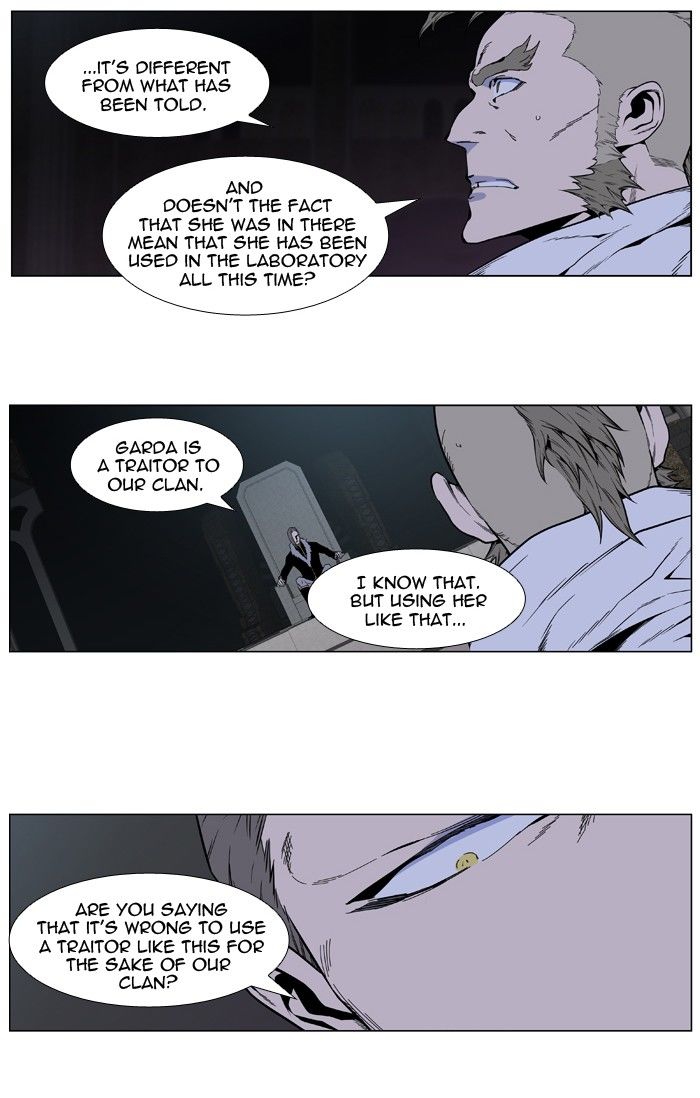 ...IT'S DIFFERENT
FROM WHAT HAS
BEEN TOLD.
AND
DOESN'T THE FACT
THAT SHE WAS IN THERE
MEAN THAT SHE HAS BEEN
USED IN THE LABORATORY
ALL THIS TIME?
GARDA IS
A TRAITOR TO
OUR CLAN.
I KNOW THAT.
BUT USING HER
LIKE THAT...
ARE YOU SAYING
THAT IT'S WRONG TO USE
A TRAITOR LIKE THIS FOR
THE SAKE OF OUR
CLAN?